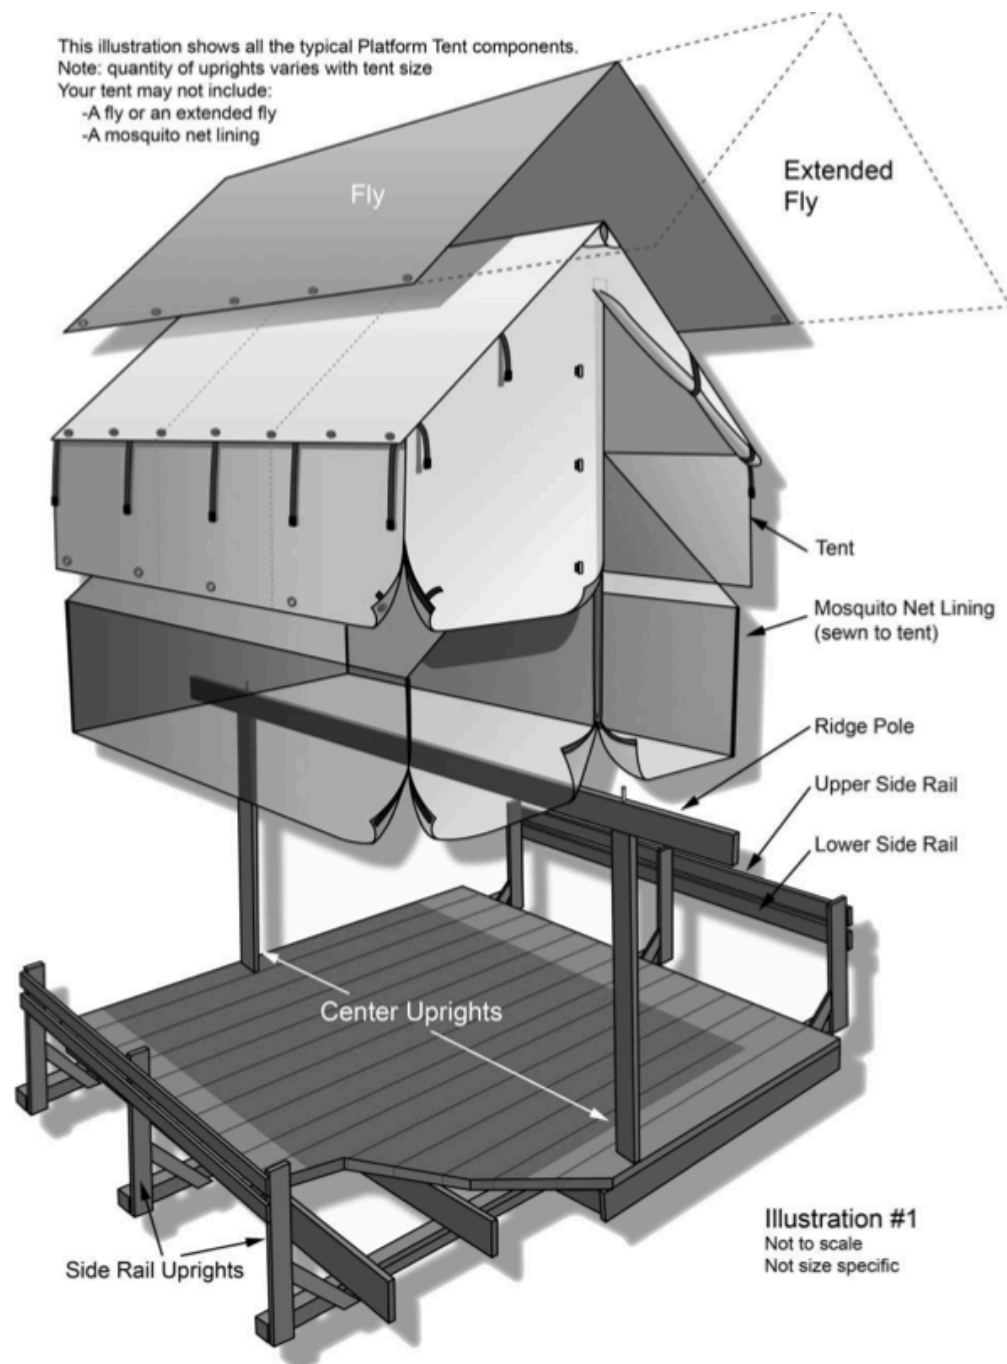 This illustration shows all the typical Platform Tent components.
Note: quantity of uprights varies with tent size
Your tent may not include:
-A fly or an extended fly
-A mosquito net lining
Fly
Extended
Fly
Tent
Mosquito Net Lining
(sewn to tent)
Ridge Pole
Upper Side Rail
Lower Side Rail
Center Uprights
Side Rail Uprights
Illustration #1
Not to scale
Not size specific